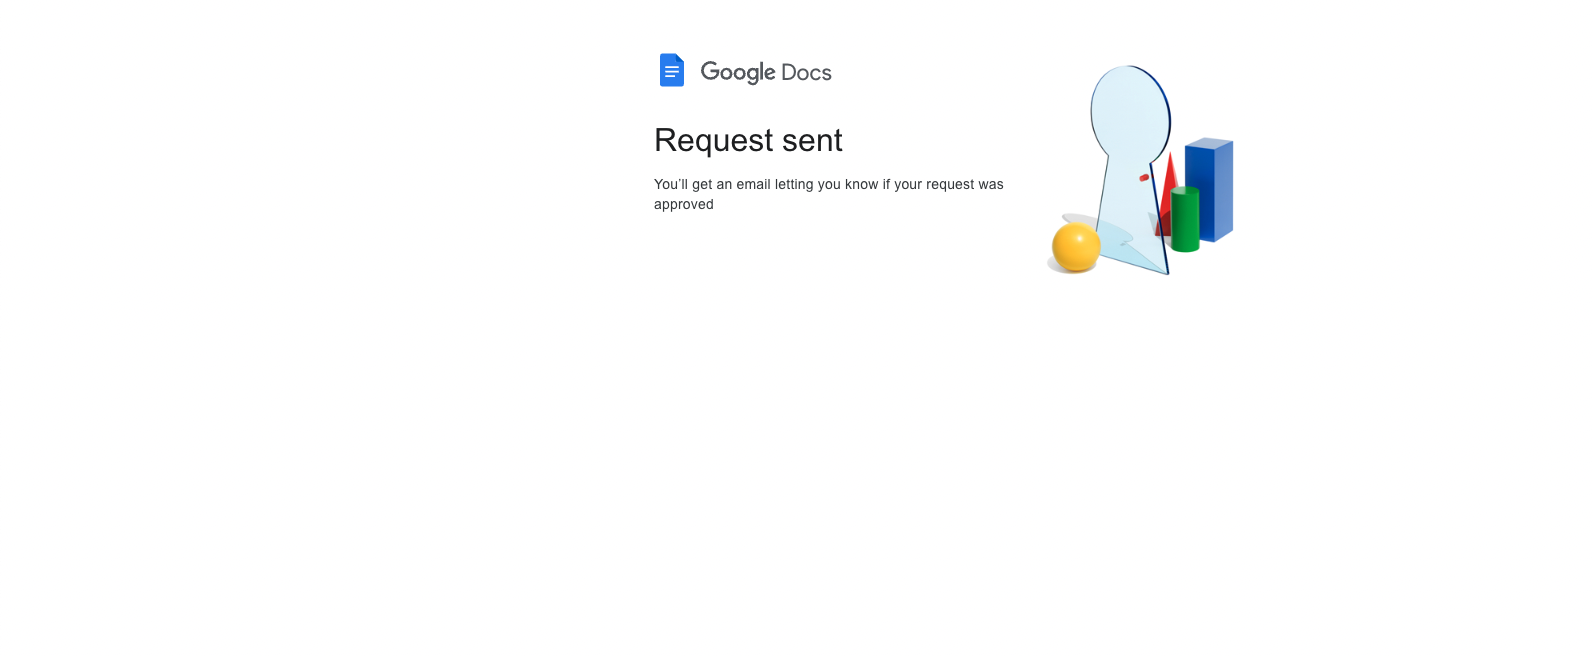 Google Docs
Request sent
You’ll get an email letting you know if your request was
approved